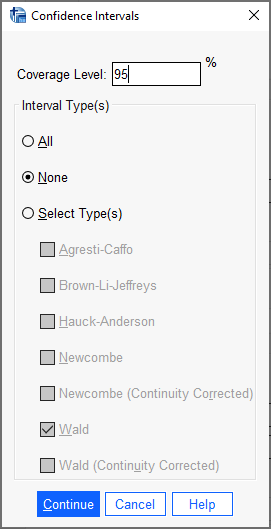 Confidence Intervals
Coverage Level: 95 %
Interval Type(s)
All
None
Select Type(s)
Agresti-Caffo
Brown-Li-Jeffreys
Hauck-Anderson
Newcombe
Newcombe (Continuity Corrected)
Wald
Wald (Continuity Corrected)
Continue Cancel Help